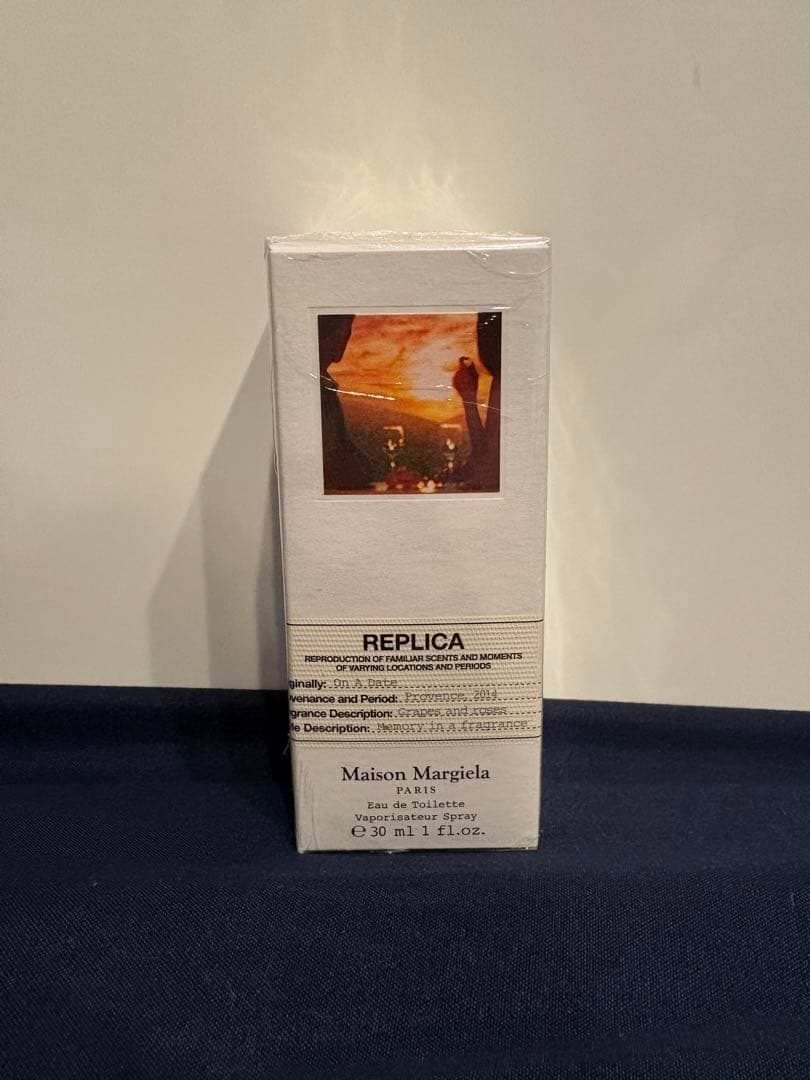 REPLICA
REPRODUCTION OF FAMILIAR SCENTS AND MOMENTS
OF VARYING LOCATIONS AND PERIODS
ginally: On A Date
venance and Period: Provence, 2014
grance Description: Grapes and roses
le Description: Memory in a fragrance
Maison Margiela
PARIS
Eau de Toilette
Vaporisateur Spray
℮ 30 ml 1 fl.oz.